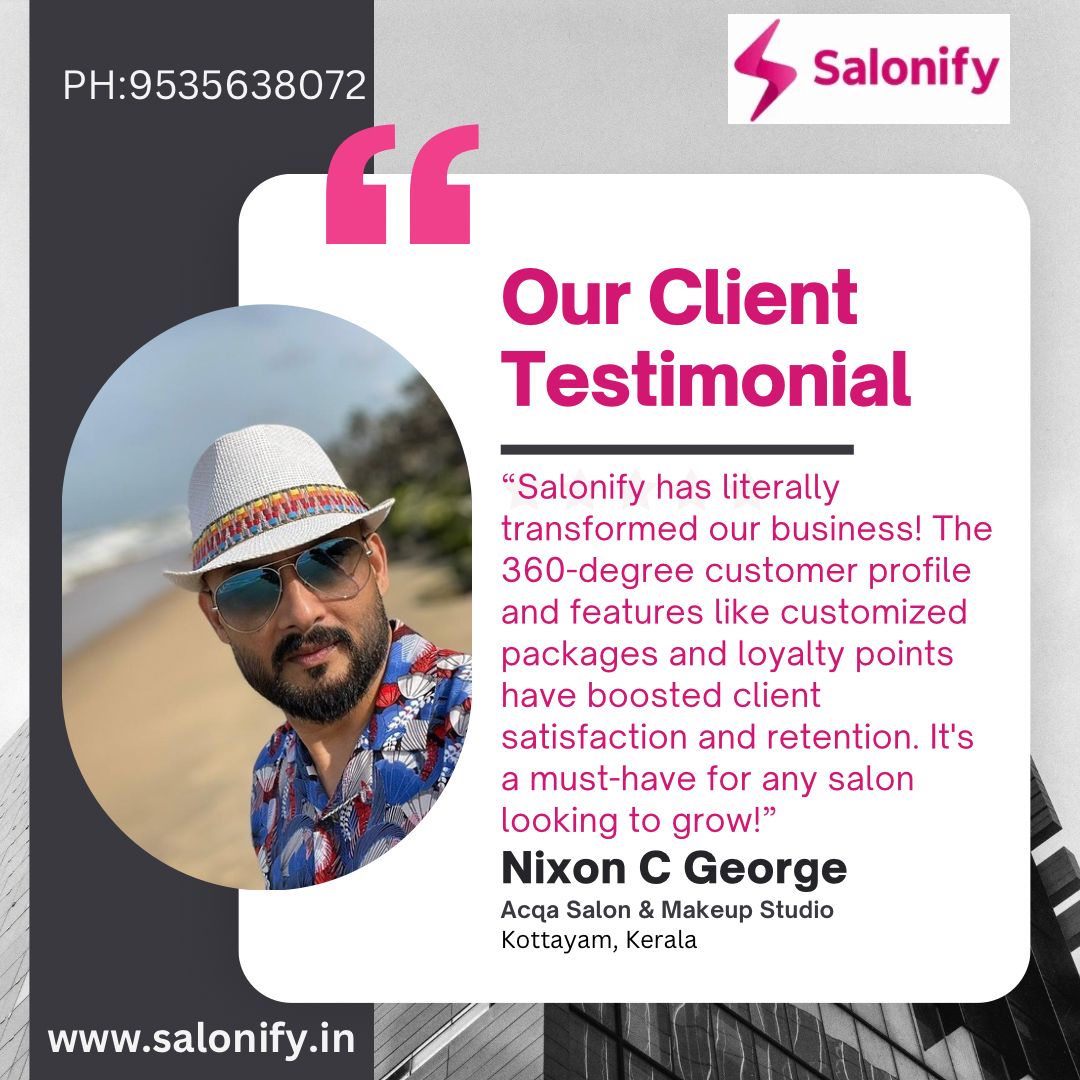 PH:9535638072
Salonify
Our Client
Testimonial
“Salonify has literally
transformed our business! The
360-degree customer profile
and features like customized
packages and loyalty points
have boosted client
satisfaction and retention. It's
a must-have for any salon
looking to grow!”
Nixon C George
Acqa Salon & Makeup Studio
Kottayam, Kerala
www.salonify.in